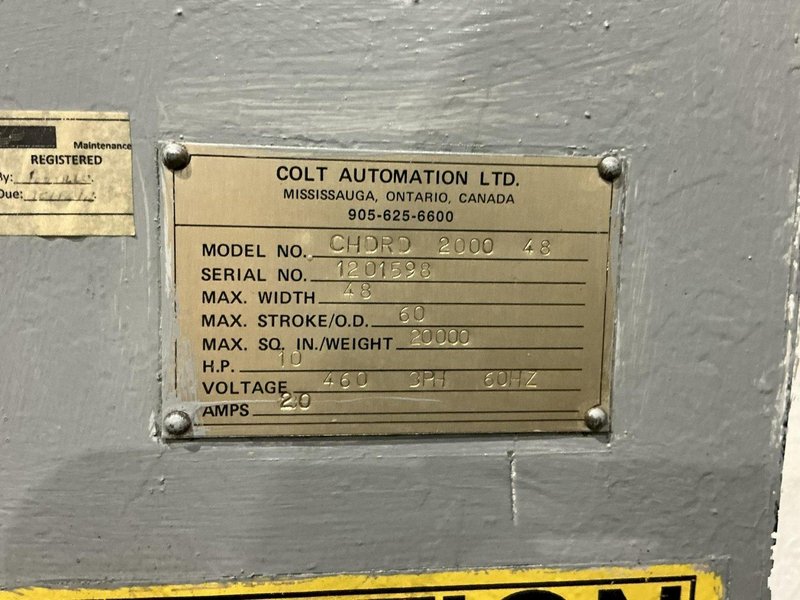 Maintenance
REGISTERED
By:
Due:
COLT AUTOMATION LTD.
MISSISSAUGA, ONTARIO, CANADA
905-625-6600
MODEL NO. CHDRD 2000 48
SERIAL NO. 1201598
MAX. WIDTH 48
MAX. STROKE/O.D. 60
MAX. SQ. IN./WEIGHT 20000
H.P. 10
VOLTAGE 460 3PH 60HZ
AMPS 20